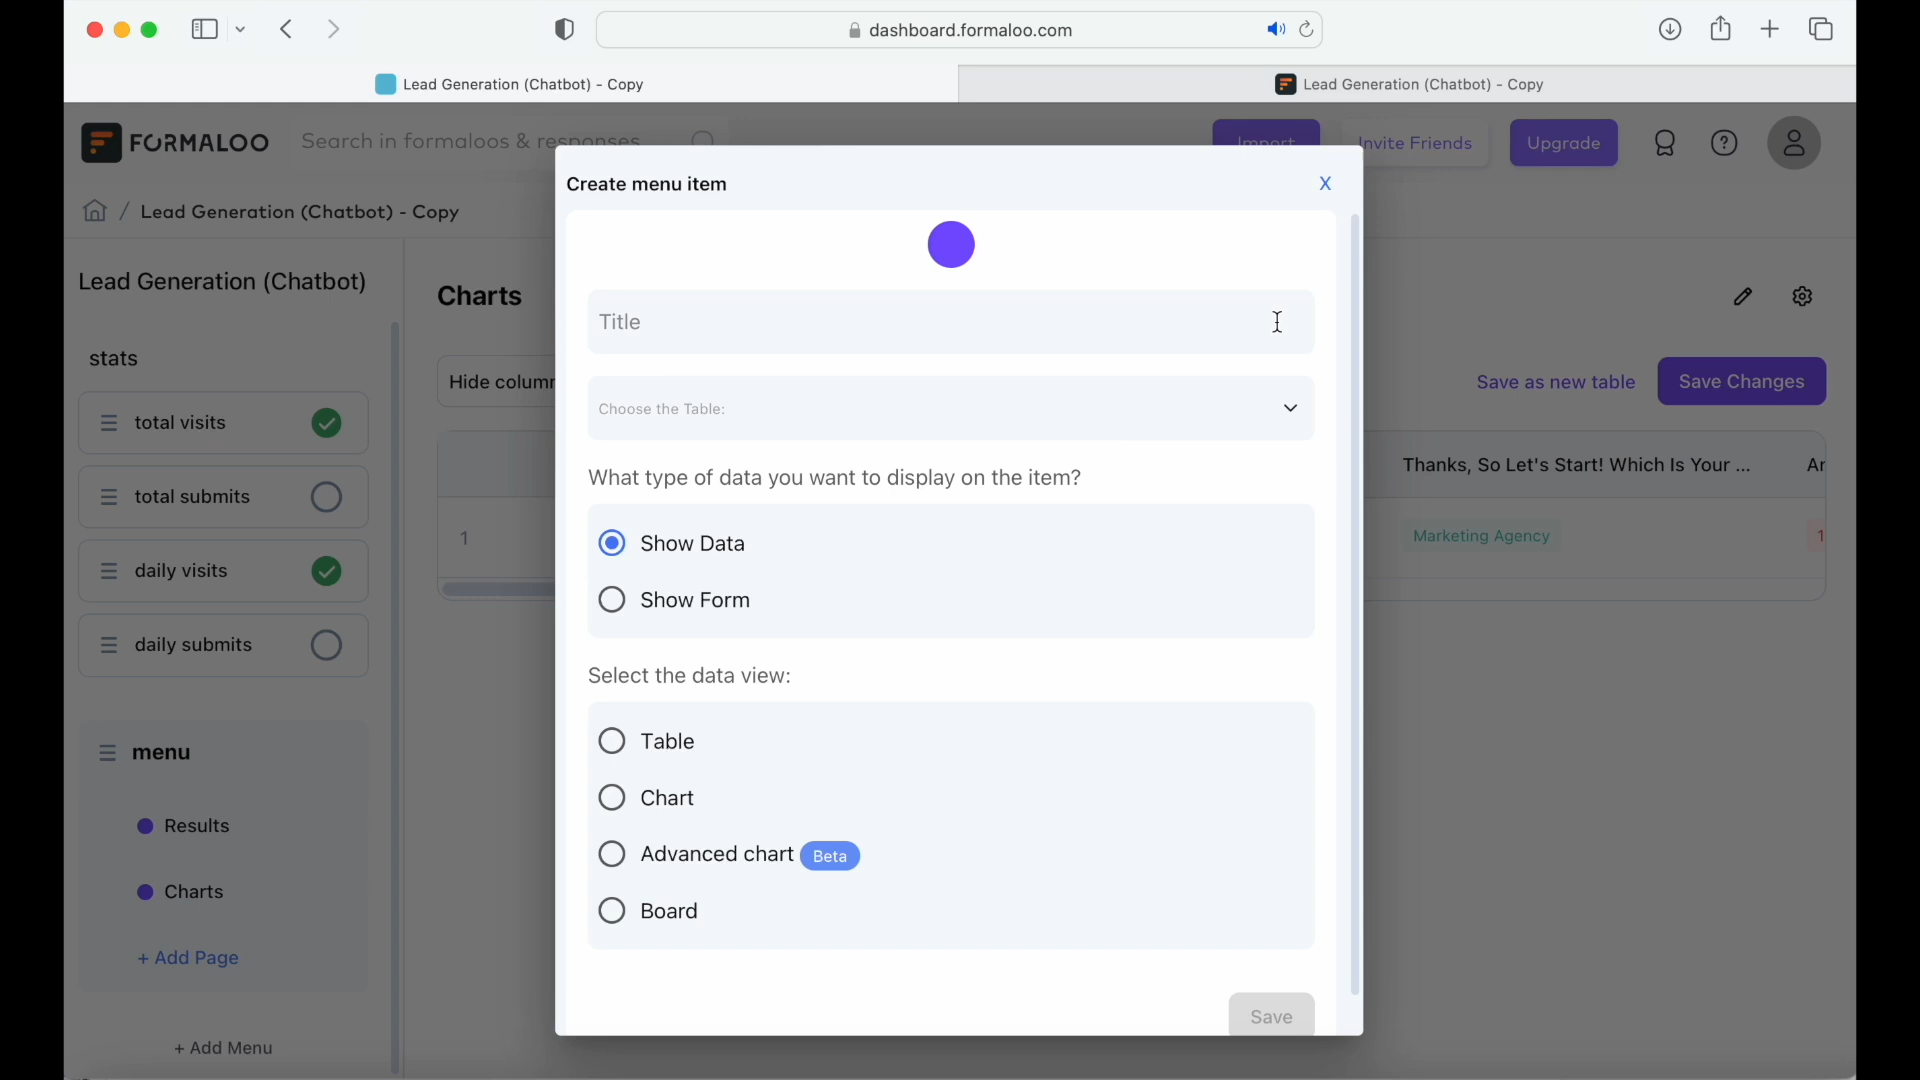 dashboard.formaloo.com
Lead Generation (Chatbot) - Copy
Lead Generation (Chatbot) - Copy
FORMALOO
Search in formaloos & responses
Import
Invite Friends
Upgrade
/ Lead Generation (Chatbot) - Copy
Create menu item
X
Lead Generation (Chatbot)
Charts
Title
stats
Hide column
Choose the Table:
Save as new table
Save Changes
total visits
What type of data you want to display on the item?
Thanks, So Let's Start! Which Is Your ...
Ar
total submits
1
Show Data
Marketing Agency
1
daily visits
Show Form
daily submits
Select the data view:
Table
menu
Chart
Results
Advanced chart Beta
Charts
Board
+ Add Page
Save
+ Add Menu